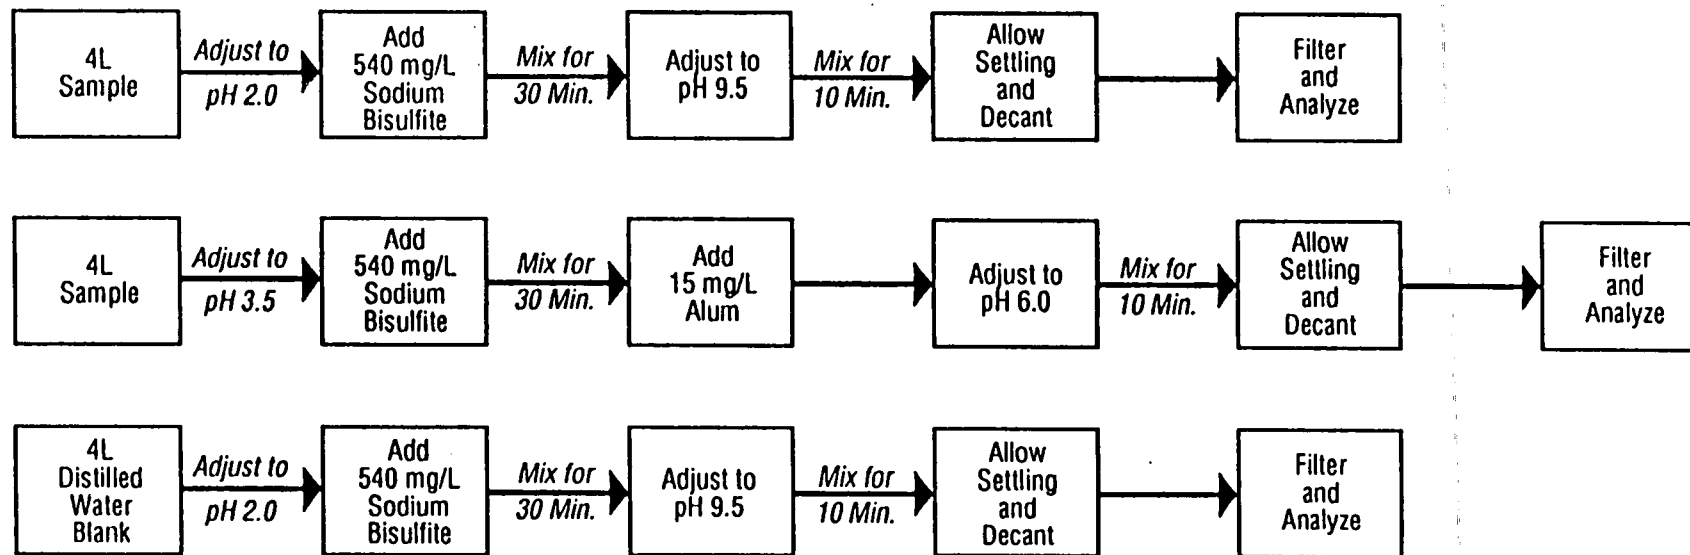 4L
Sample
Adjust to
pH 2.0
Add
540 mg/L
Sodium
Bisulfite
Mix for
30 Min.
Adjust to
pH 9.5
Mix for
10 Min.
Allow
Settling
and
Decant
Filter
and
Analyze
4L
Sample
Adjust to
pH 3.5
Add
540 mg/L
Sodium
Bisulfite
Mix for
30 Min.
Add
15 mg/L
Alum
Adjust to
pH 6.0
Mix for
10 Min.
Allow
Settling
and
Decant
Filter
and
Analyze
4L
Distilled
Water
Blank
Adjust to
pH 2.0
Add
540 mg/L
Sodium
Bisulfite
Mix for
30 Min.
Adjust to
pH 9.5
Mix for
10 Min.
Allow
Settling
and
Decant
Filter
and
Analyze